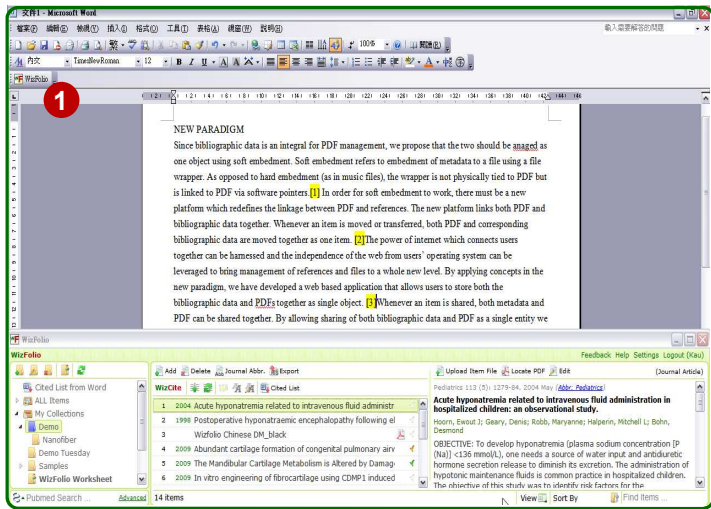 文件1 - Microsoft Word
檔案(F) 編輯(E) 檢視(V) 插入(I) 格式(O) 工具(T) 表格(A) 視窗(W) 說明(H) 輸入需要解答的問題
繁 100% 閱讀(R)
內文 TimesNewRoman 12 B I U A A A
WizFolio
1
NEW PARADIGM
Since bibliographic data is an integral for PDF management, we propose that the two should be anaged as
one object using soft embedment. Soft embedment refers to embedment of metadata to a file using a file
wrapper. As opposed to hard embedment (as in music files), the wrapper is not physically tied to PDF but
is linked to PDF via software pointers.[1] In order for soft embedment to work, there must be a new
platform which redefines the linkage between PDF and references. The new platform links both PDF and
bibliographic data together. Whenever an item is moved or transferred, both PDF and corresponding
bibliographic data are moved together as one item. [2]The power of internet which connects users
together can be harnessed and the independence of the web from users' operating system can be
leveraged to bring management of references and files to a whole new level. By applying concepts in the
new paradigm, we have developed a web based application that allows users to store both the
bibliographic data and PDFs together as single object. [3]Whenever an item is shared, both metadata and
PDF can be shared together. By allowing sharing of both bibliographic data and PDF as a single entity we
WizFolio
WizFolio Feedback Help Settings Logout (Kau)
Add Delete Journal Abbr. Export Upload Item File Locate PDF Edit (Journal Article)
Cited List from Word
ALL Items
My Collections
Demo
Nanofiber
Demo Tuesday
Samples
WizFolio Worksheet
Pubmed Search ... Advanced
WizCite Cited List
1 2004 Acute hyponatremia related to intravenous fluid administr
2 1998 Postoperative hyponatraemic encephalopathy following el
3 Wizfolio Chinese DM_black
4 2009 Abundant cartilage formation of congenital pulmonary airv
5 2009 The Mandibular Cartilage Metabolism is Altered by Damag
6 2009 In vitro engineering of fibrocartilage using CDMP1 induced
14 items View Sort By Find Items ...
Pediatrics 113 (5): 1279-84, 2004 May (Abbr: Pediatrics)
Acute hyponatremia related to intravenous fluid administration in
hospitalized children: an observational study.
Hoorn, Ewout J; Geary, Denis; Robb, Maryanne; Halperin, Mitchell L; Bohn,
Desmond
OBJECTIVE: To develop hyponatremia (plasma sodium concentration [P
(Na)] <136 mmol/L), one needs a source of water input and antidiuretic
hormone secretion release to diminish its excretion. The administration of
hypotonic maintenance fluids is common practice in hospitalized children.
The objective of this study was to identify risk factors for the